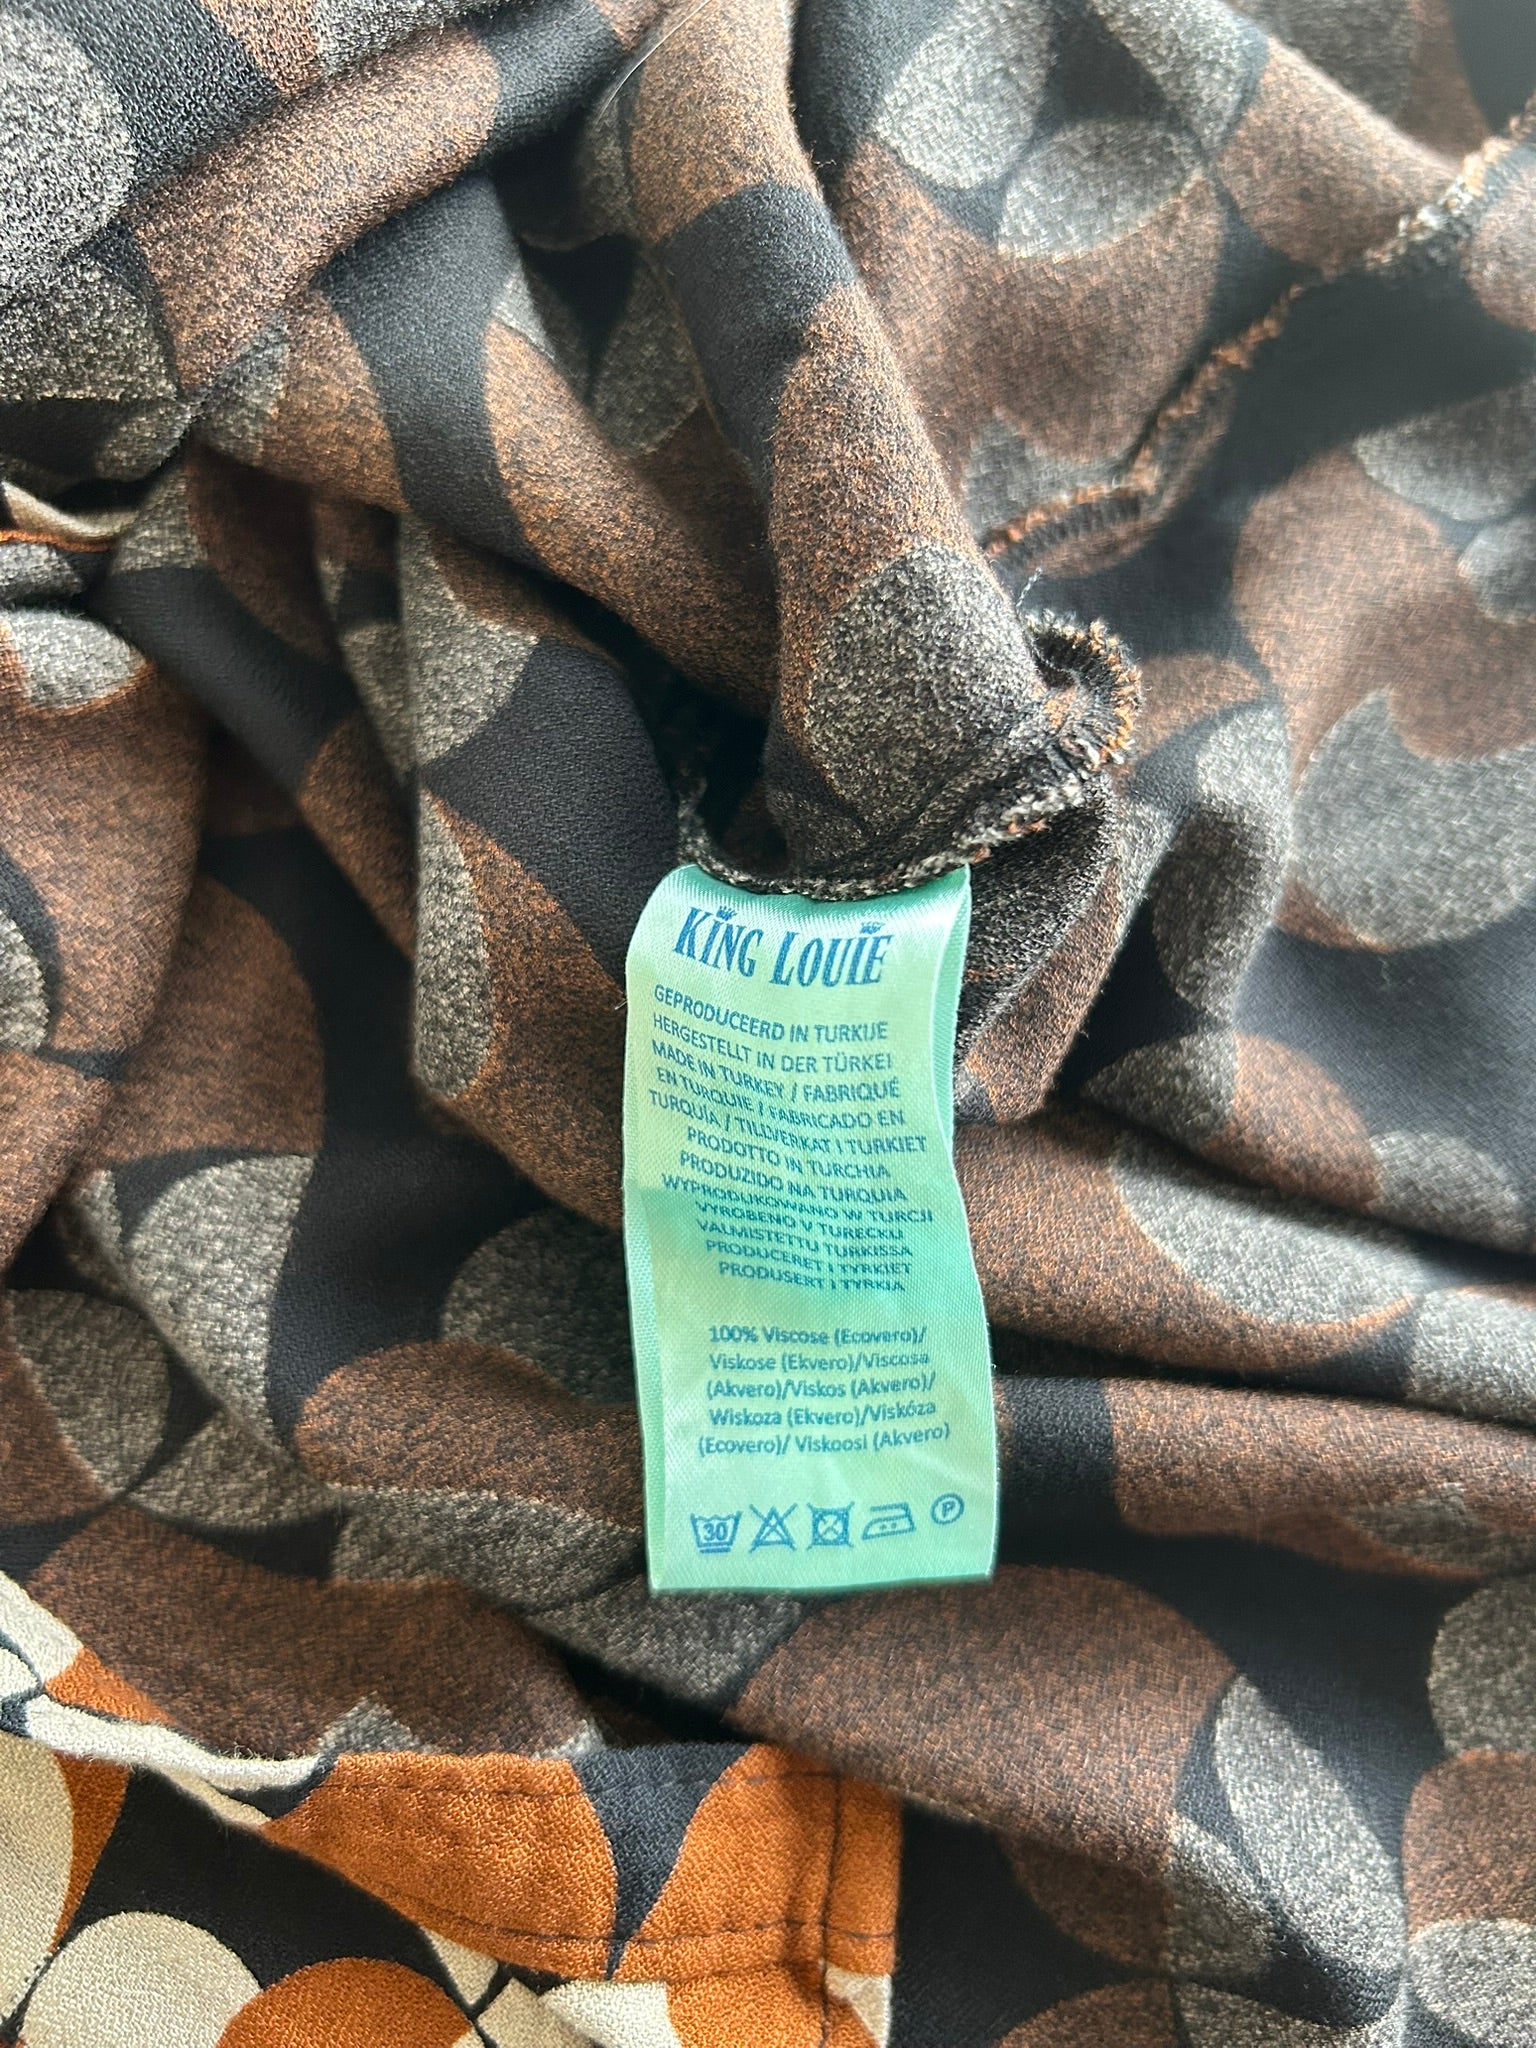 KING LOUIE
GEPRODUCEERD IN TURKIJE
HERGESTELLT IN DER TÜRKEI
MADE IN TURKEY / FABRIQUÉ
EN TURQUIE / FABRICADO EN
TURQUÍA / TILLVERKAT I TURKIET
PRODOTTO IN TURCHIA
PRODUZIDO NA TURQUIA
WYPRODUKOWANO W TURCJI
VYROBENO V TURECKU
VALMISTETTU TURKISSA
PRODUCERET I TYRKIET
PRODUSERT I TYRKIA
100% Viscose (Ecovero)/
Viskose (Ekvero)/Viscosa
(Akvero)/Viskos (Akvero)/
Wiskoza (Ekvero)/Viskóza
(Ecovero)/ Viskoosi (Akvero)
30 P